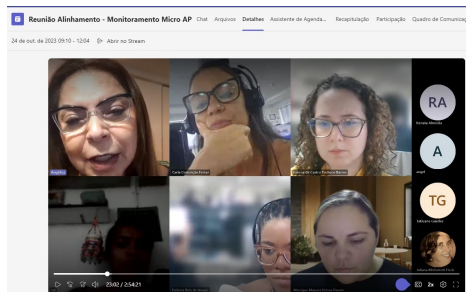 Reunião Alinhamento - Monitoramento Micro AP Chat Arquivos Detalhes Assistente de Agenda... Recapitulação Participação Quadro de Comunicaç
24 de out. de 2023 09:10 - 12:04 Abrir no Stream
RA
A
TG
23:02 / 2:54:21
2x